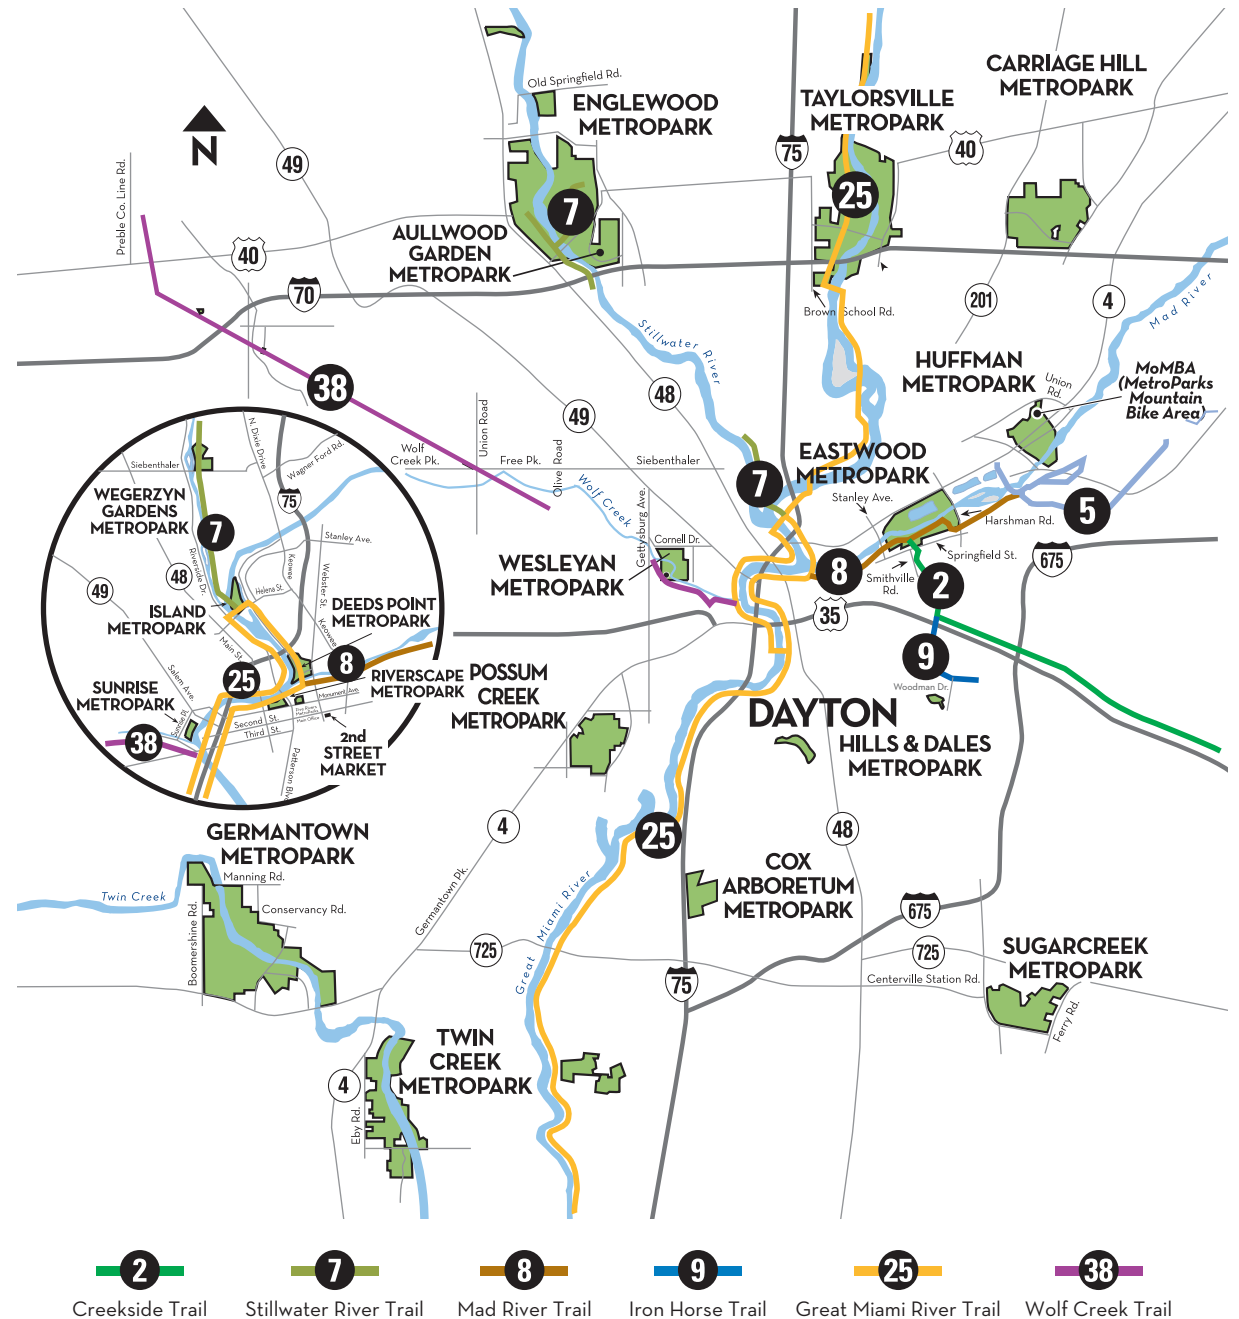 Old Springfield Rd.
ENGLEWOOD
METROPARK
TAYLORSVILLE
METROPARK
CARRIAGE HILL
METROPARK
N
49
75
40
Preble Co. Line Rd.
7
25
AULLWOOD
GARDEN
METROPARK
40
70
201
4
Mad River
Brown School Rd.
Stillwater River
HUFFMAN
METROPARK
Union
Rd.
MoMBA
(MetroParks
Mountain
Bike Area)
38
48
49
Union Road
Olive Road
Wolf
Creek Pk.
Free Pk.
Siebenthaler
Wolf Creek
Gettysburg Ave.
EASTWOOD
METROPARK
Stanley Ave.
7
5
Harshman Rd.
Springfield St.
Cornell Dr.
WESLEYAN
METROPARK
8
Smithville
Rd.
2
675
35
9
Woodman Dr.
N. Dixie Drive
Wagner Ford Rd.
Siebenthaler
WEGERZYN
GARDENS
METROPARK
75
7
Stanley Ave.
Riverside Dr.
Keowee
48
49
Helena St.
Webster St.
ISLAND
METROPARK
DEEDS POINT
METROPARK
Keowee
Main St.
8
25
Salem Ave.
RIVERSCAPE
METROPARK
Monument Ave.
SUNRISE
METROPARK
Sunrise Pl.
Five Rivers
MetroParks
Main Office
Second St.
Third St.
38
2nd
STREET
MARKET
Patterson Blvd.
POSSUM
CREEK
METROPARK
DAYTON
HILLS & DALES
METROPARK
4
25
48
GERMANTOWN
METROPARK
Manning Rd.
Twin Creek
Conservancy Rd.
Boomershine Rd.
Germantown Pk.
Great Miami River
COX
ARBORETUM
METROPARK
675
725
725
75
Centerville Station Rd.
SUGARCREEK
METROPARK
Ferry Rd.
TWIN
CREEK
METROPARK
4
Eby Rd.
2
7
8
9
25
38
Creekside Trail
Stillwater River Trail
Mad River Trail
Iron Horse Trail
Great Miami River Trail
Wolf Creek Trail